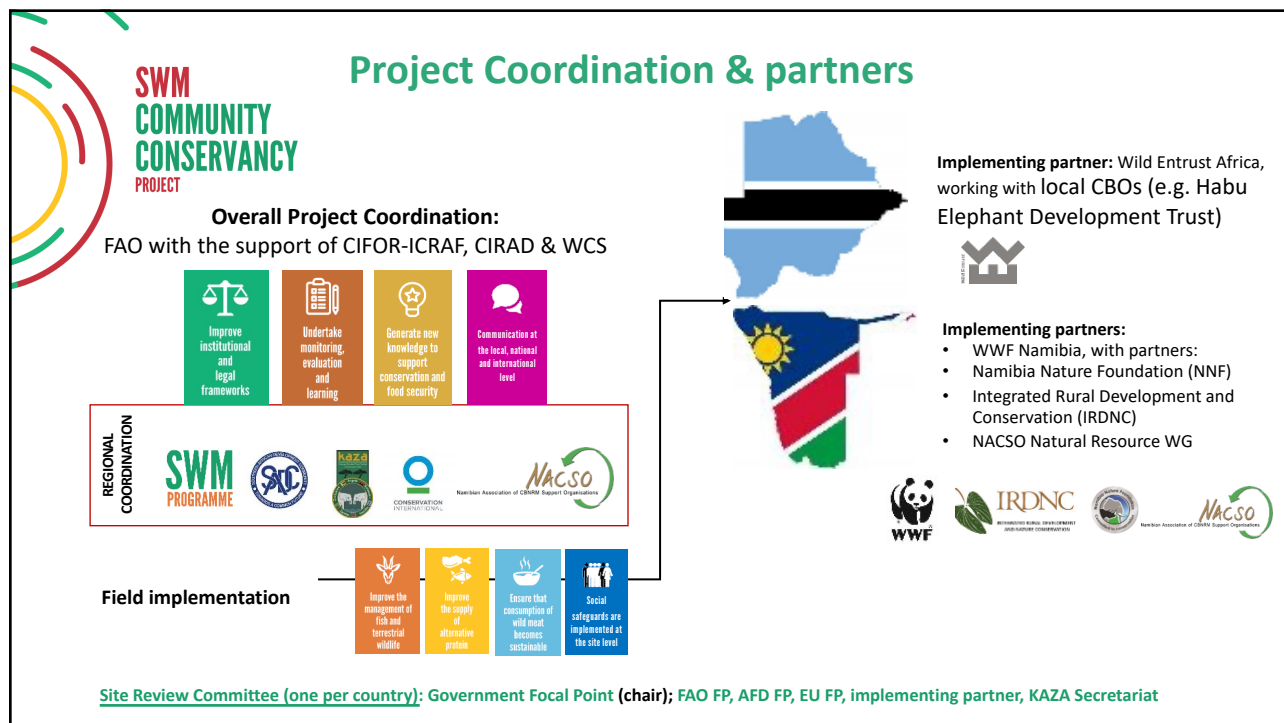 Project Coordination & partners
SWM
COMMUNITY
CONSERVANCY
PROJECT
Overall Project Coordination:
FAO with the support of CIFOR-ICRAF, CIRAD & WCS
Improve
institutional
and
legal
frameworks
Undertake
monitoring,
evaluation
and
learning
Generate new
knowledge to
support
conservation and
food security
Communication at
the local, national
and international
level
REGIONAL
COORDINATION
SWM
PROGRAMME
SADC
kaza
CONSERVATION
INTERNATIONAL
NACSO
Namibian Association of CBNRM Support Organisations
Field implementation
Improve the
management of
fish and
terrestrial
wildlife
Improve
the supply
of
alternative
protein
Ensure that
consumption of
wild meat
becomes
sustainable
Social
safeguards are
implemented at
the site level
Implementing partner: Wild Entrust Africa,
working with local CBOs (e.g. Habu
Elephant Development Trust)
Implementing partners:
• WWF Namibia, with partners:
• Namibia Nature Foundation (NNF)
• Integrated Rural Development and
Conservation (IRDNC)
• NACSO Natural Resource WG
WWF
IRDNC
INTEGRATED RURAL DEVELOPMENT
AND NATURE CONSERVATION
NACSO
Namibian Association of CBNRM Support Organisations
Site Review Committee (one per country): Government Focal Point (chair); FAO FP, AFD FP, EU FP, implementing partner, KAZA Secretariat